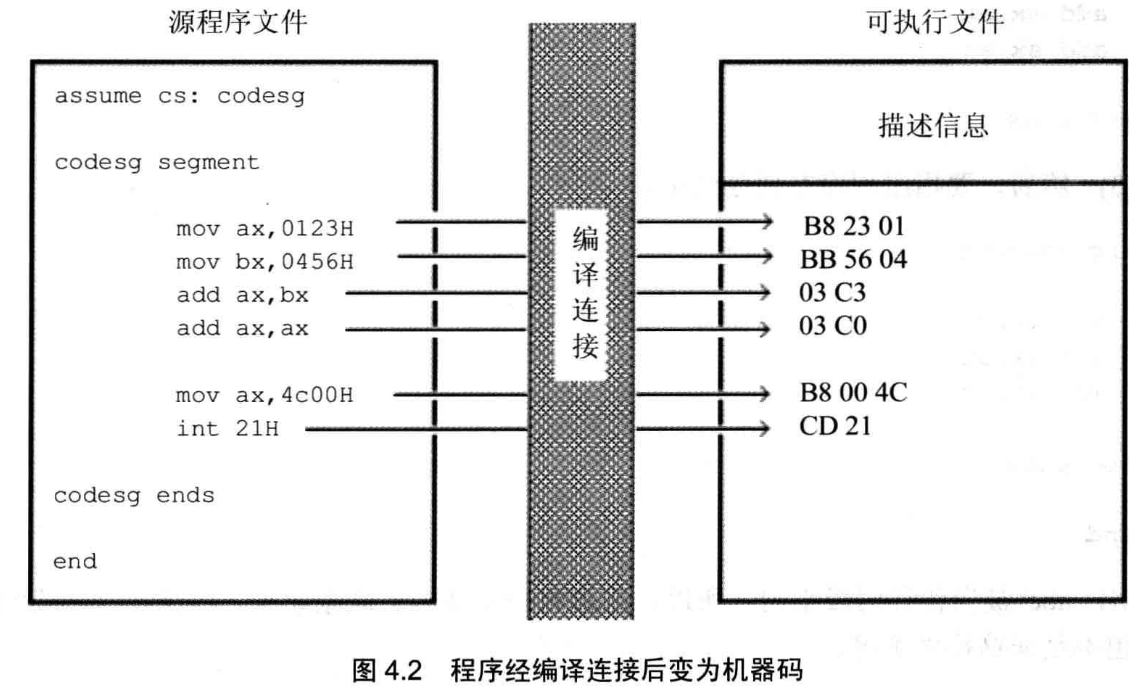 源程序文件
assume cs: codesg
codesg segment
mov ax,0123H
mov bx,0456H
add ax,bx
add ax,ax
mov ax,4c00H
int 21H
codesg ends
end
编译连接
可执行文件
描述信息
B8 23 01
BB 56 04
03 C3
03 C0
B8 00 4C
CD 21
图 4.2 程序经编译连接后变为机器码